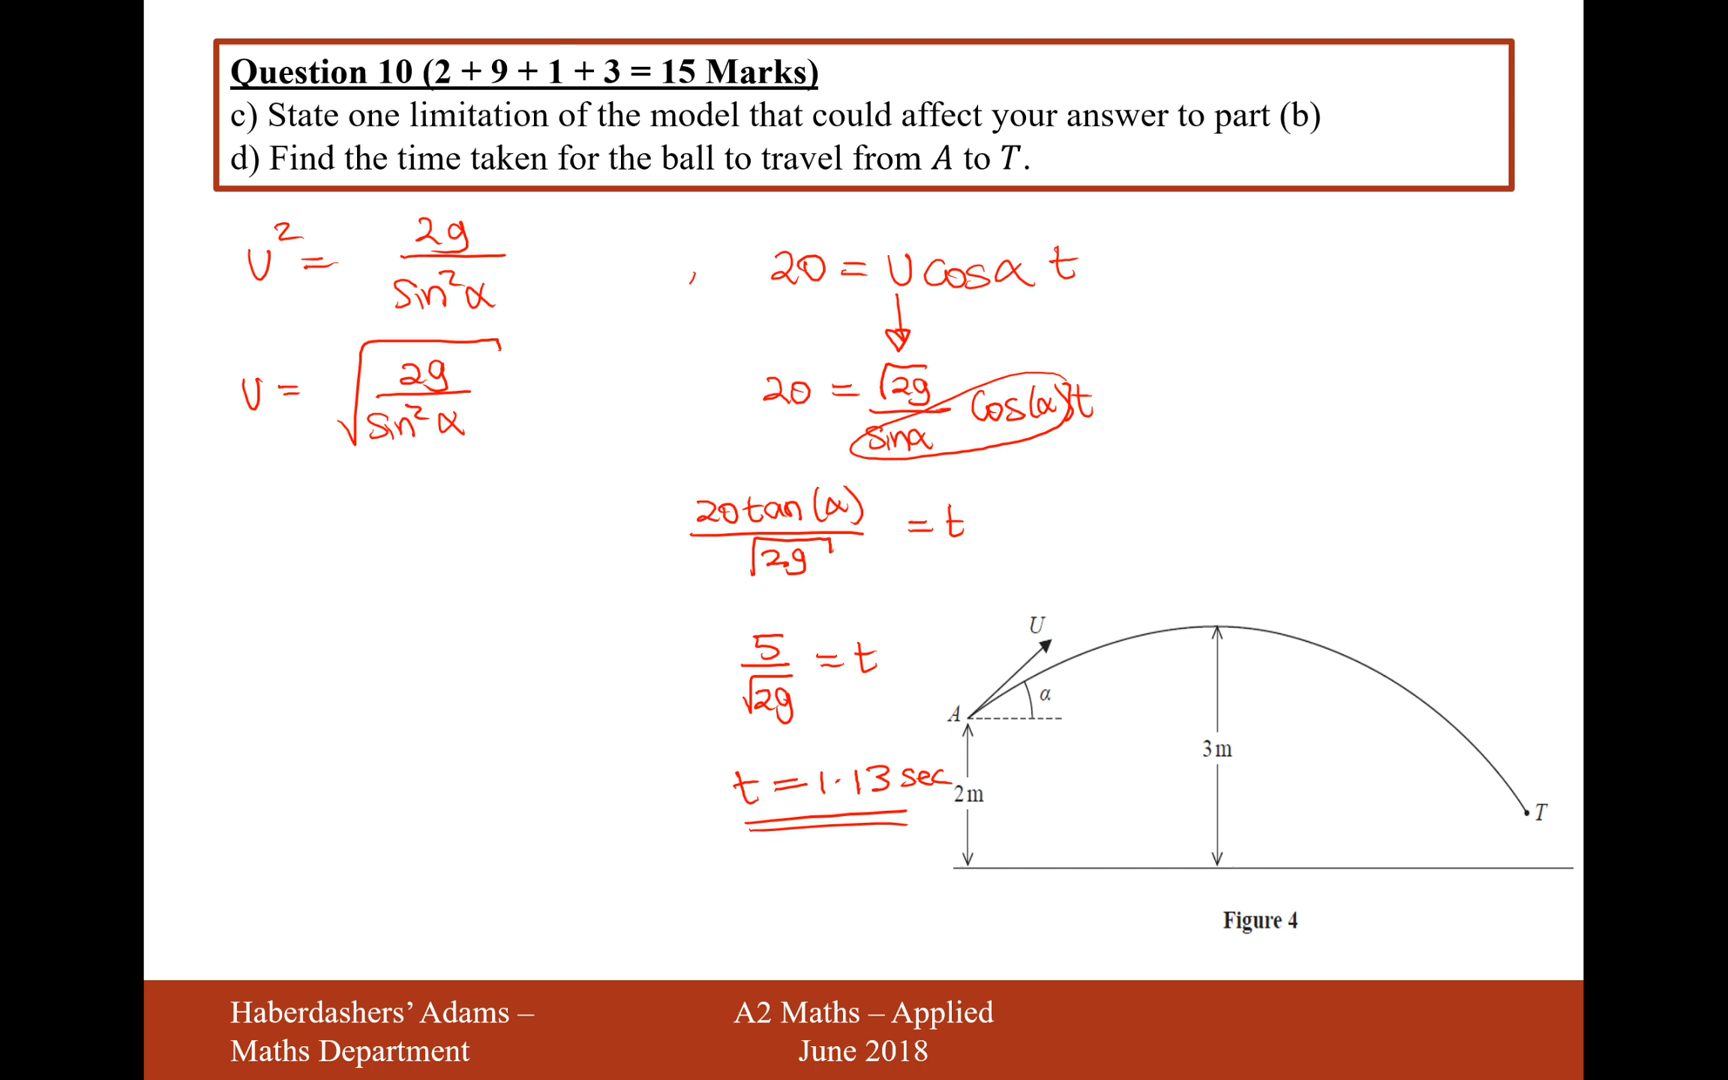 Question 10 (2 + 9 + 1 + 3 = 15 Marks)
c) State one limitation of the model that could affect your answer to part (b)
d) Find the time taken for the ball to travel from A to T.
U² = 2g / sin²α
U = √(2g / sin²α)
, 20 = U cosα t
20 = √2g / sinα cos(α) t
20tan(α) / √2g = t
5 / √2g = t
t = 1.13 sec
U
α
A
2 m
3 m
T
Figure 4
Haberdashers’ Adams –
Maths Department
A2 Maths – Applied
June 2018